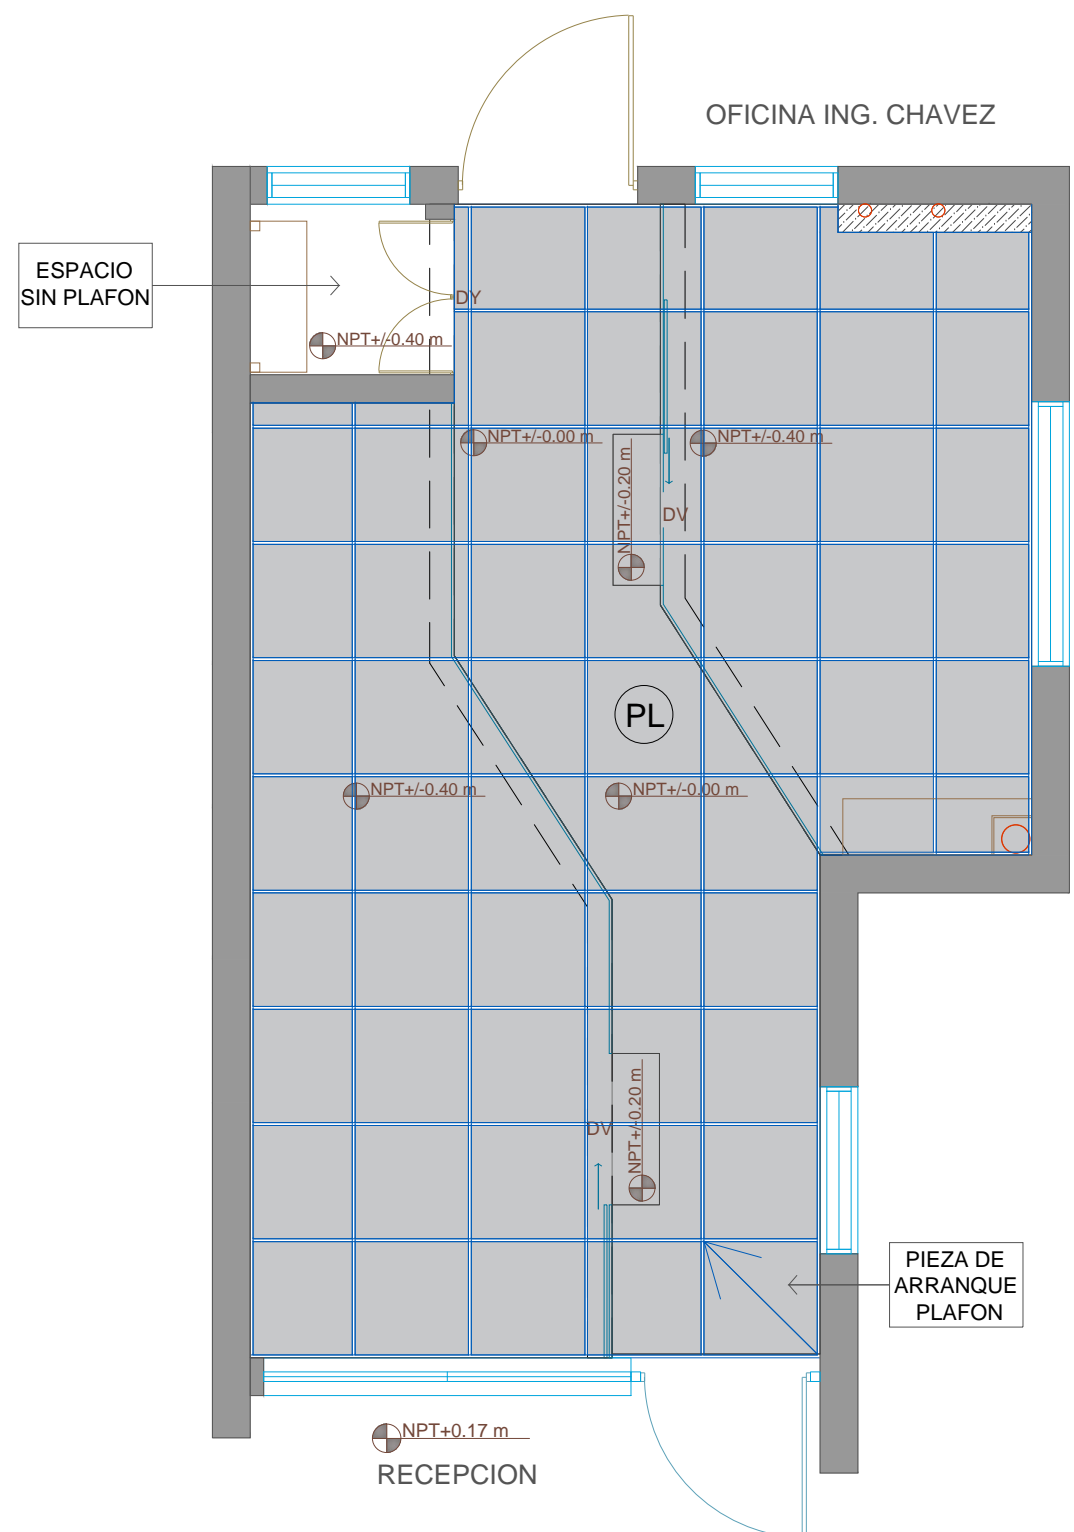 OFICINA ING. CHAVEZ
ESPACIO
SIN PLAFON
DY
NPT+/-0.40 m
NPT+/-0.00 m
NPT+/-0.20 m
NPT+/-0.40 m
DV
PL
NPT+/-0.40 m
NPT+/-0.00 m
NPT+/-0.20 m
DV
PIEZA DE
ARRANQUE
PLAFON
NPT+0.17 m
RECEPCION